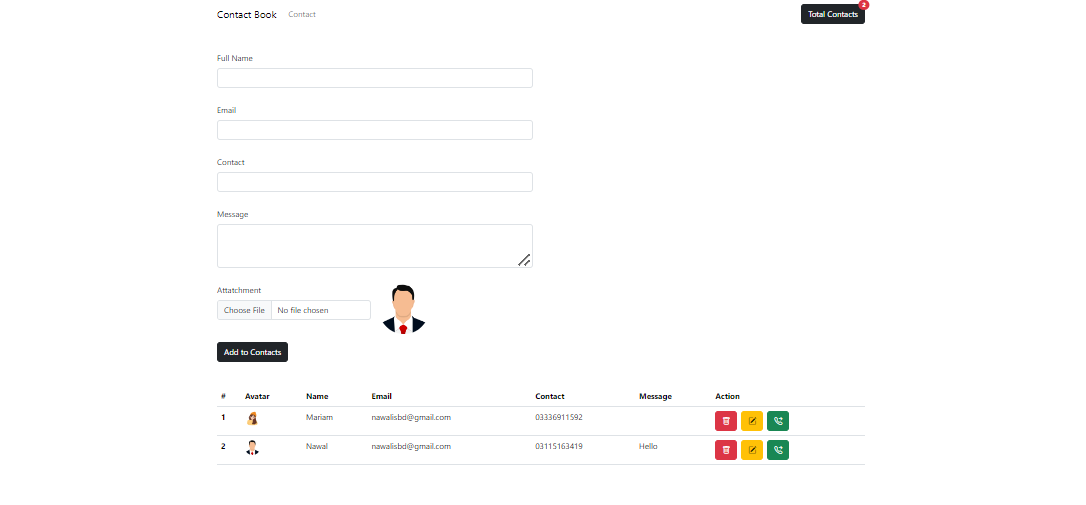 Contact Book Contact Total Contacts 2
Full Name
Email
Contact
Message
Attatchment
Choose File No file chosen
Add to Contacts
# Avatar Name Email Contact Message Action
1 Mariam nawalisbd@gmail.com 03336911592
2 Nawal nawalisbd@gmail.com 03115163419 Hello